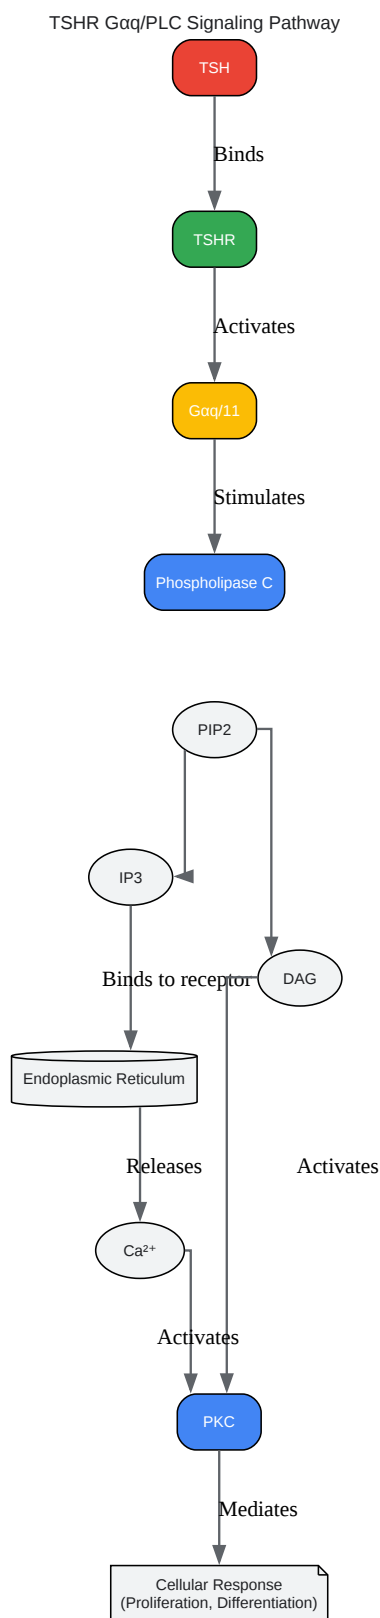 TSHR Gαq/PLC Signaling Pathway
TSH
Binds
TSHR
Activates
Gαq/11
Stimulates
Phospholipase C
PIP2
IP3
Binds to receptor
DAG
Endoplasmic Reticulum
Releases
Activates
Ca²⁺
Activates
PKC
Mediates
Cellular Response
(Proliferation, Differentiation)